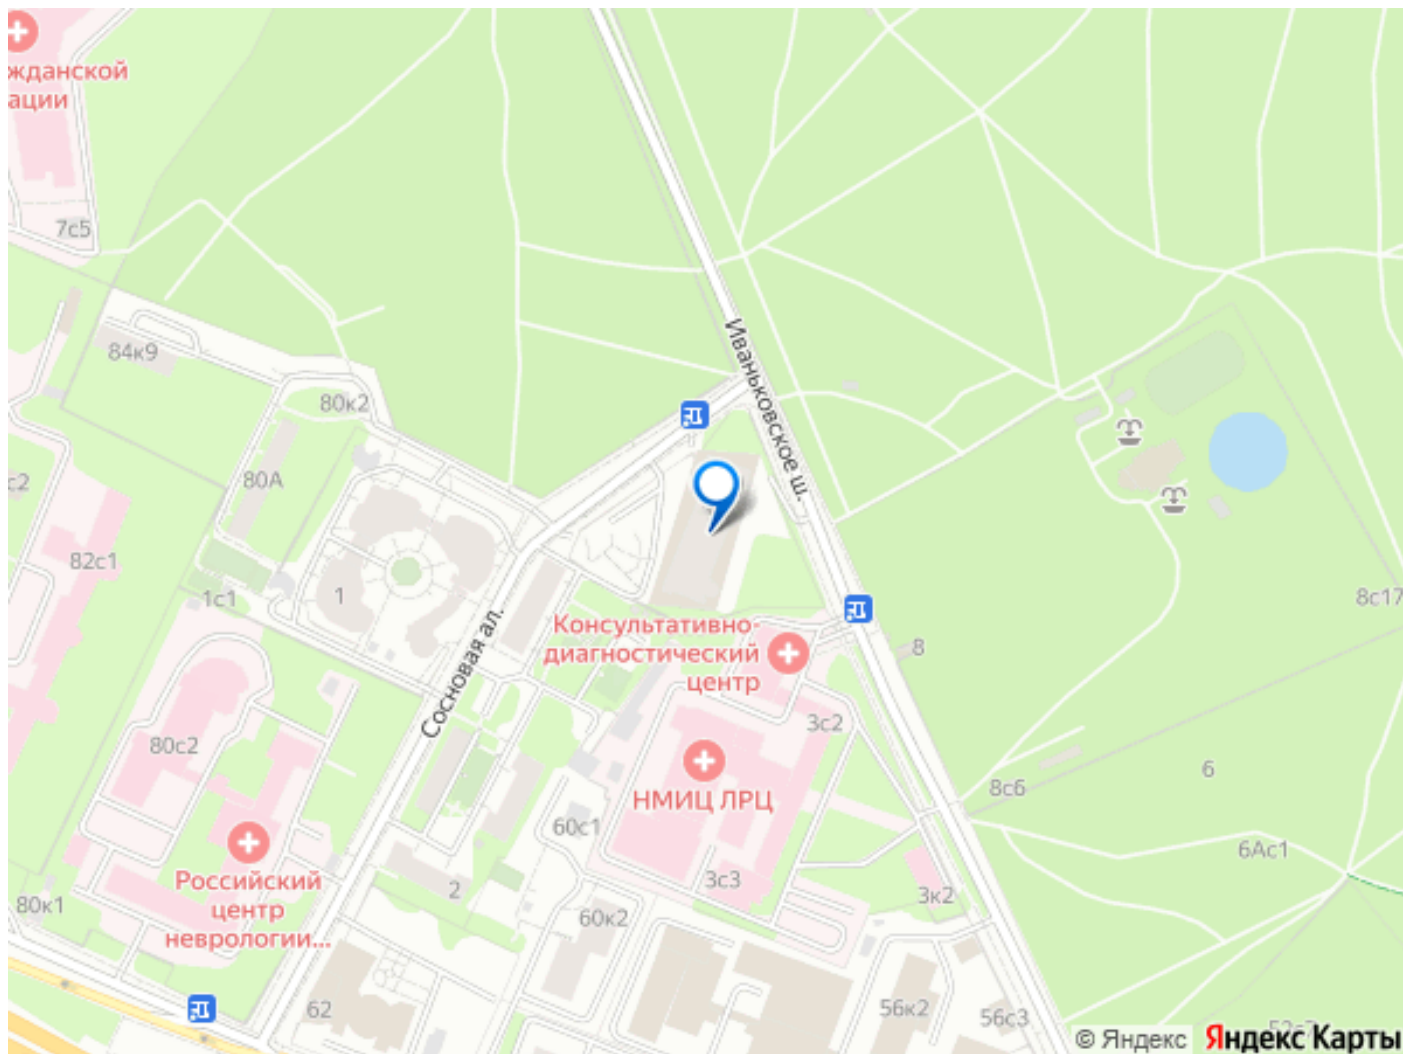 жданской
ации
7с5
84к9
80к2
80А
с2
82с1
1с1
1
Иваньковское ш.
Сосновая ал.
Консультативно-
диагностический
центр
8с17
8
80с2
3с2
НМИЦ ЛРЦ
8с6
6
60с1
6Ас1
3с3
Российский
центр
неврологии...
2
3к2
80к1
60к2
62
56к2
56с3
© Яндекс
Яндекс Карты